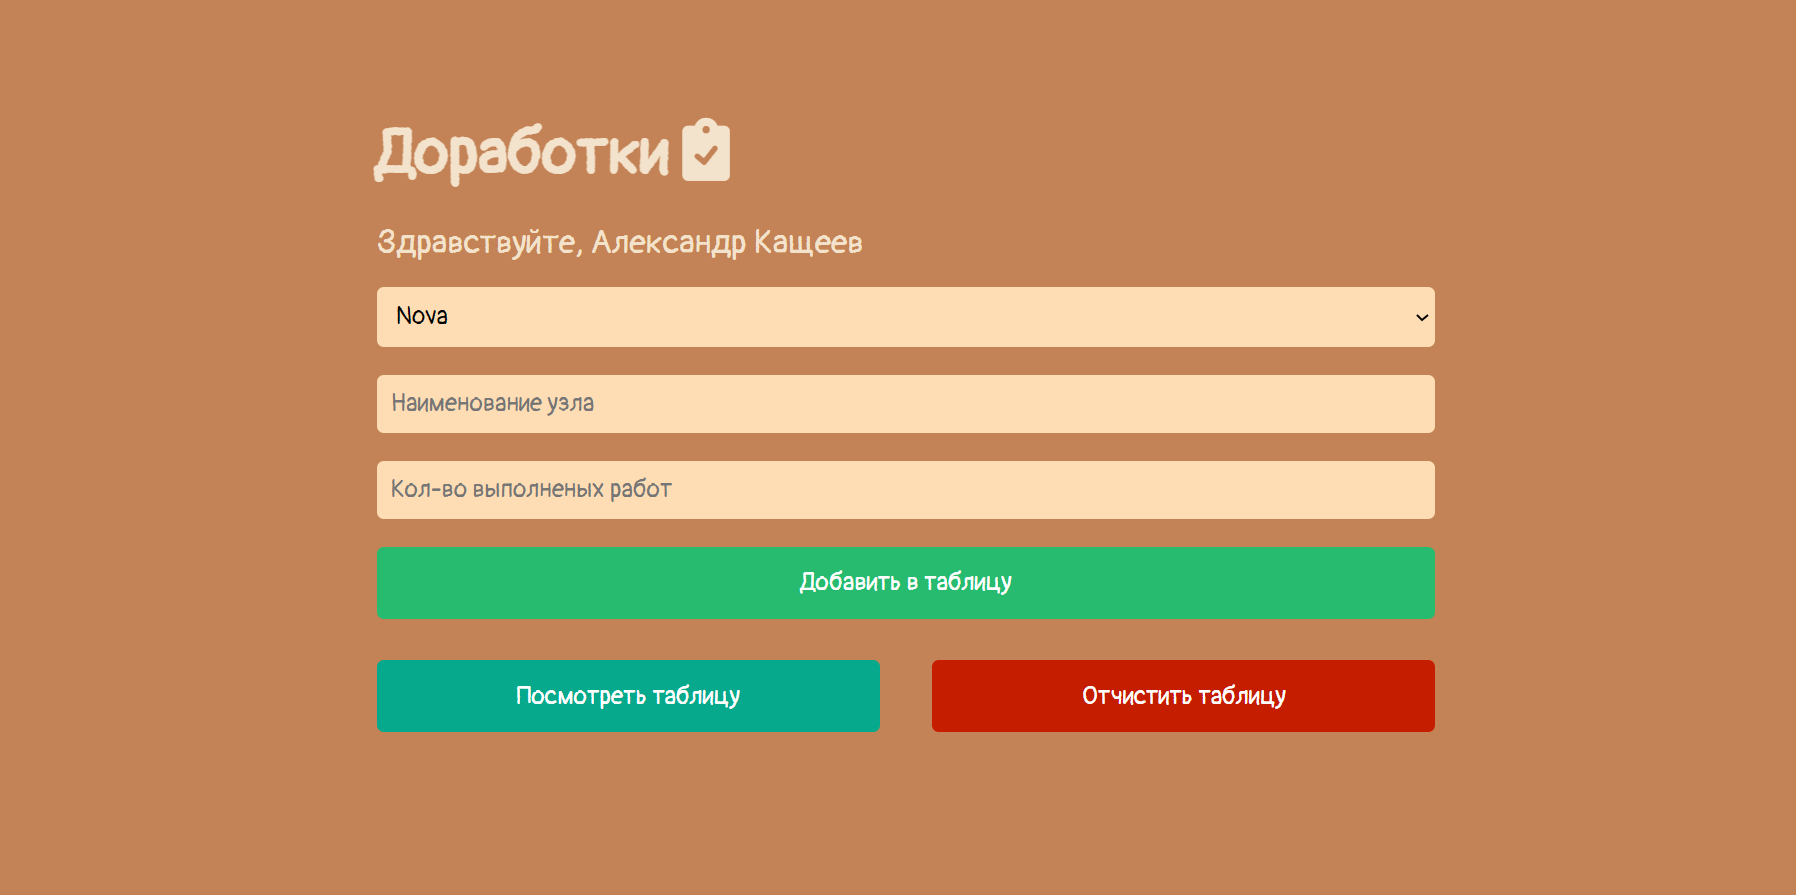 Доработки
Здравствуйте, Александр Кащеев
Nova
Наименование узла
Кол-во выполненых работ
Добавить в таблицу
Посмотреть таблицу
Отчистить таблицу